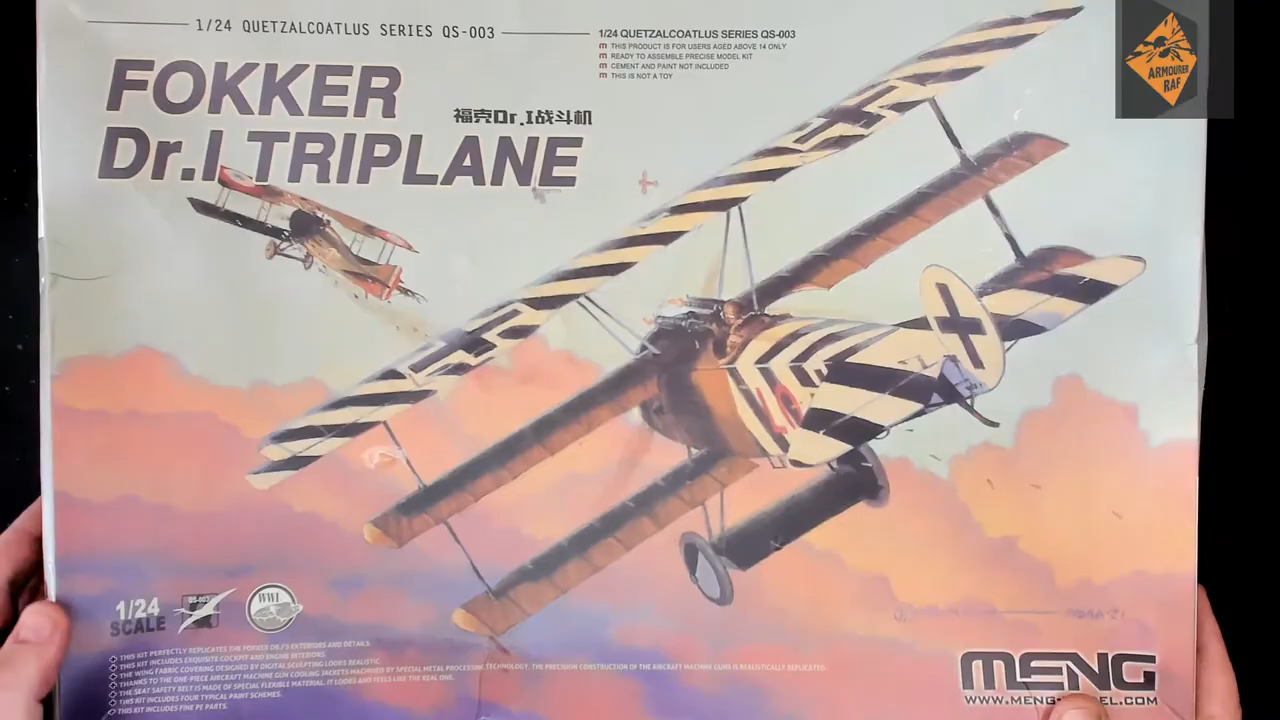 1/24 QUETZALCOATLUS SERIES QS-003
FOKKER
福克Dr.I战斗机
Dr.I TRIPLANE
1/24 QUETZALCOATLUS SERIES QS-003
THIS PRODUCT IS FOR USERS AGED ABOVE 14 ONLY
READY TO ASSEMBLE PRECISE MODEL KIT
CEMENT AND PAINT NOT INCLUDED
THIS IS NOT A TOY
ARMOURER
RAF
1/24
SCALE
QS-003
WWI
THIS KIT PERFECTLY REPLICATES THE FOKKER DR.I'S EXTERIORS AND DETAILS.
THIS KIT INCLUDES EXQUISITE COCKPIT AND ENGINE INTERIORS.
THE WING FABRIC COVERING DESIGNED BY DIGITAL SCULPTING LOOKS REALISTIC.
THANKS TO THE ONE-PIECE AIRCRAFT MACHINE GUN COOLING JACKETS MACHINED BY SPECIAL METAL PROCESSING TECHNOLOGY, THE PRECISION CONSTRUCTION OF THE AIRCRAFT MACHINE GUNS IS REALISTICALLY REPLICATED.
THE SEAT SAFETY BELT IS MADE OF SPECIAL FLEXIBLE MATERIAL. IT LOOKS AND FEELS LIKE THE REAL ONE.
THIS KIT INCLUDES FOUR TYPICAL PAINT SCHEMES.
THIS KIT INCLUDES FINE PE PARTS.
MENG